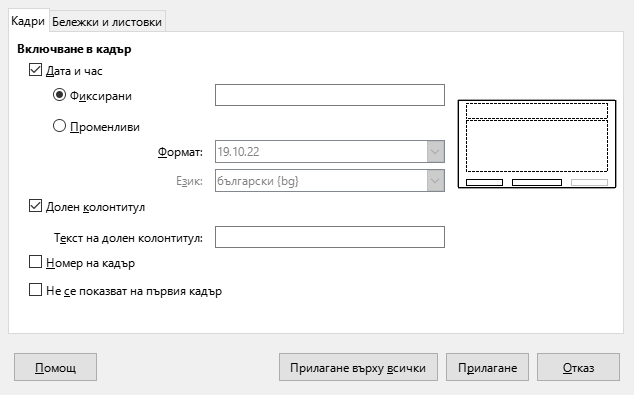 Кадри Бележки и листовки
Включване в кадър
Дата и час
Фиксирани
Променливи
Формат: 19.10.22
Език: български {bg}
Долен колонтитул
Текст на долен колонтитул:
Номер на кадър
Не се показват на първия кадър
Помощ Прилагане върху всички Прилагане Отказ